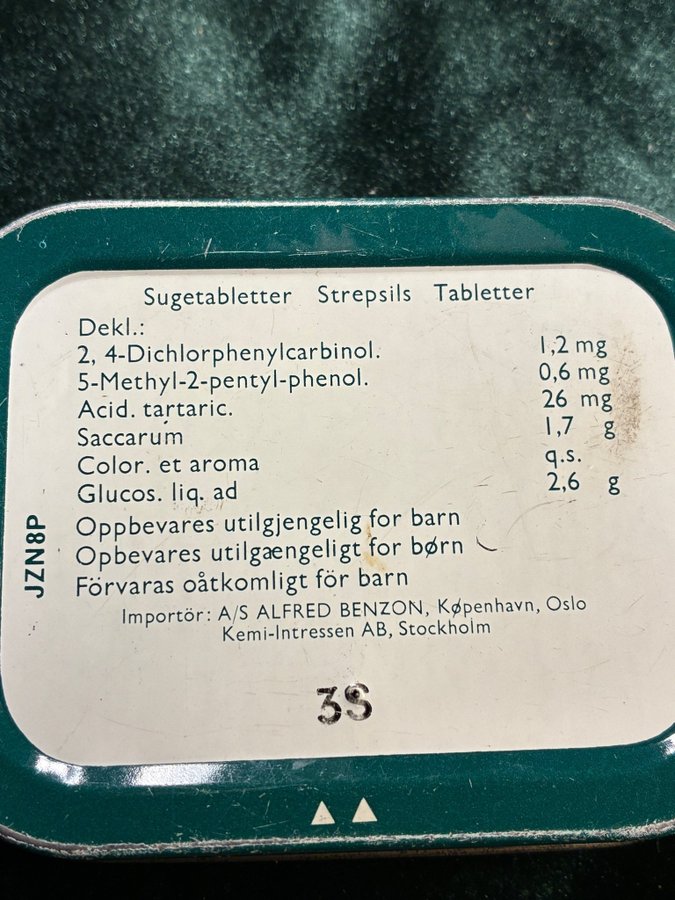 Sugetabletter Strepsils Tabletter
Dekl.:
2, 4-Dichlorphenylcarbinol. 1,2 mg
5-Methyl-2-pentyl-phenol. 0,6 mg
Acid. tartaric. 26 mg
Saccarum 1,7 g
Color. et aroma q.s.
Glucos. liq. ad 2,6 g
Oppbevares utilgjengelig for barn
Opbevares utilgængeligt for børn
Förvaras oåtkomligt för barn
Importör: A/S ALFRED BENZON, Køpenhavn, Oslo
Kemi-Intressen AB, Stockholm
JZN8P
3S